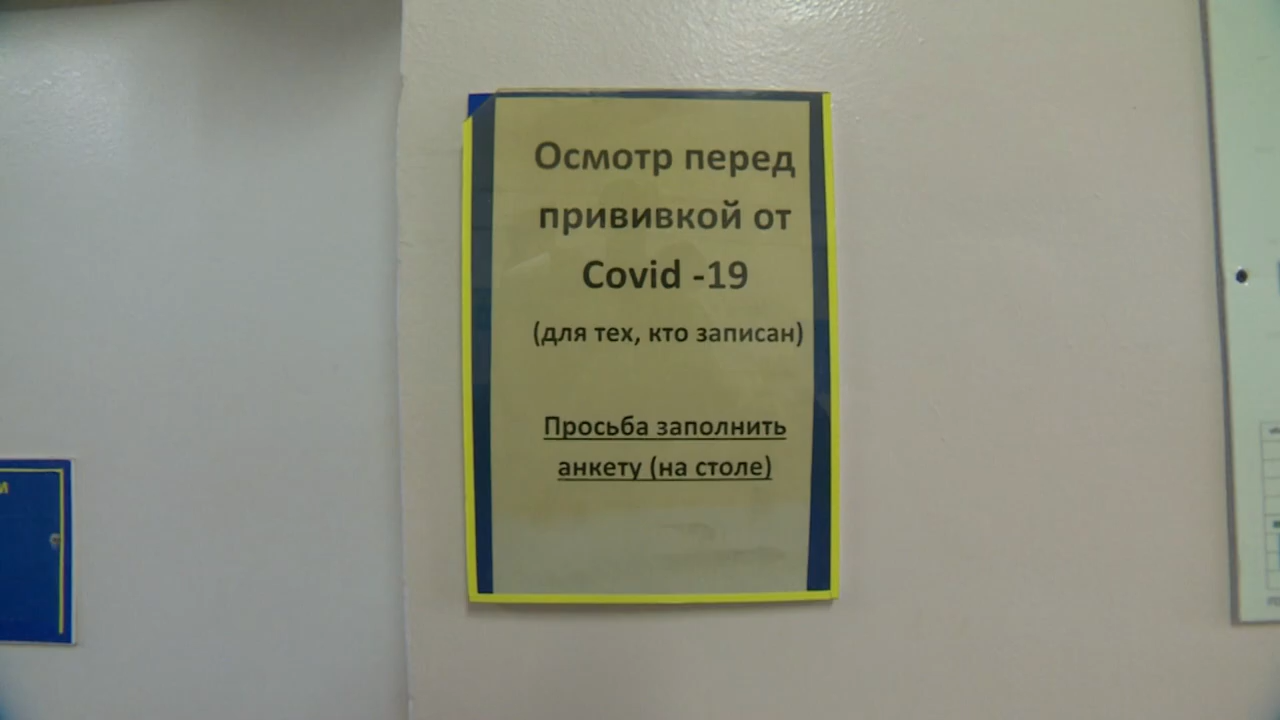 Осмотр перед
прививкой от
Covid -19
(для тех, кто записан)
Просьба заполнить
анкету (на столе)